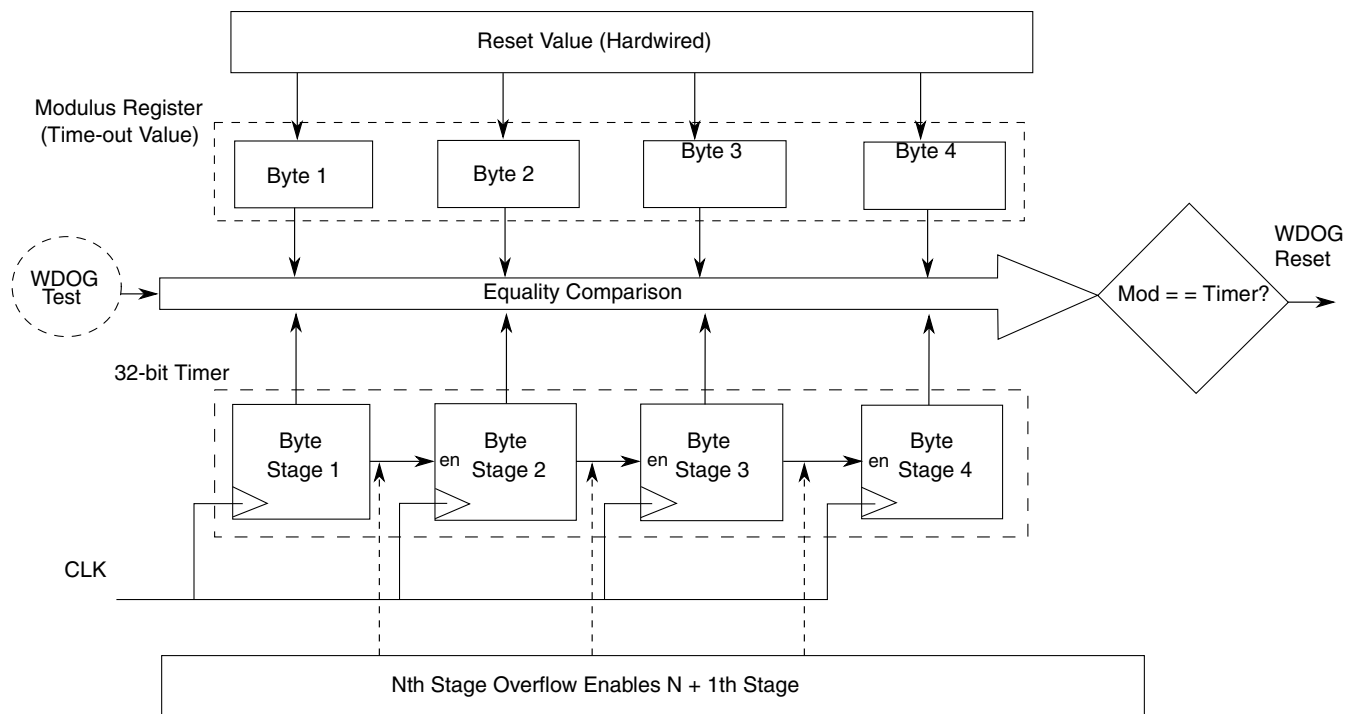 Reset Value (Hardwired)
Modulus Register
(Time-out Value)
Byte 1
Byte 2
Byte 3
Byte 4
WDOG
Test
Equality Comparison
Mod = = Timer?
WDOG
Reset
32-bit Timer
Byte
Stage 1
en
Byte
Stage 2
en
Byte
Stage 3
en
Byte
Stage 4
CLK
Nth Stage Overflow Enables N + 1th Stage